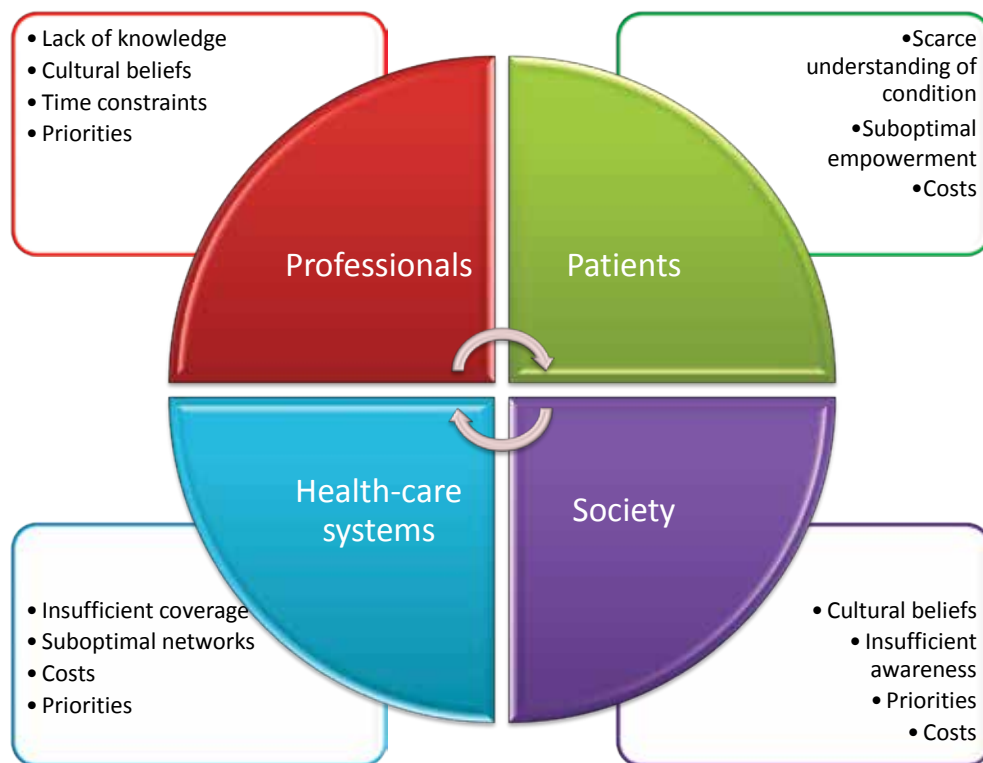 • Lack of knowledge
• Cultural beliefs
• Time constraints
• Priorities
•Scarce
understanding of
condition
•Suboptimal
empowerment
•Costs
Professionals
Patients
Health-care
systems
Society
• Insufficient coverage
• Suboptimal networks
• Costs
• Priorities
• Cultural beliefs
• Insufficient
awareness
• Priorities
• Costs